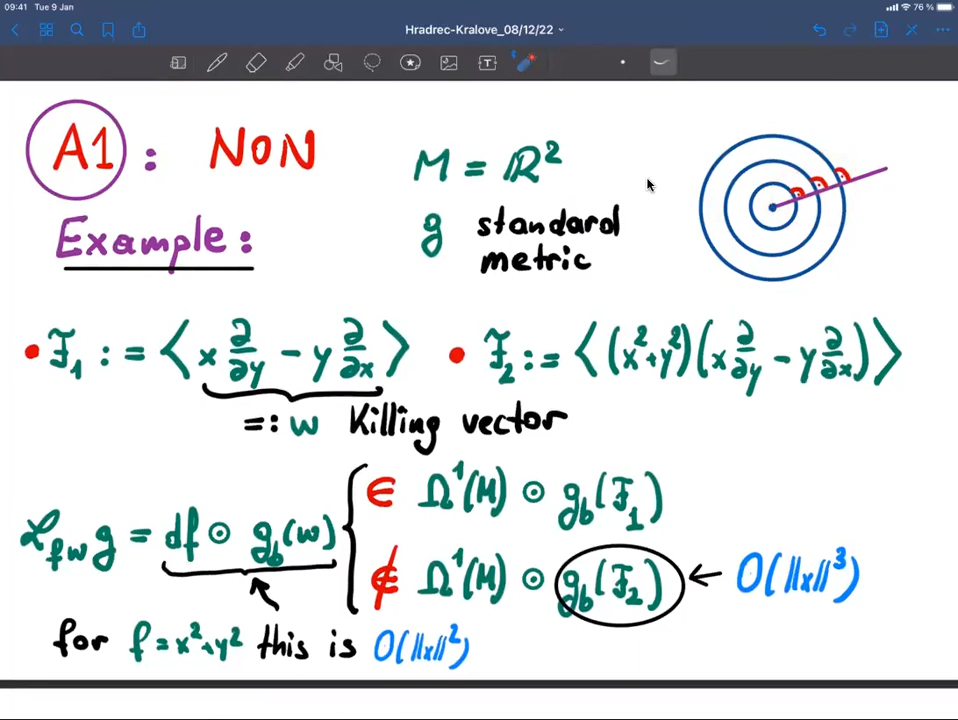 09:41 Tue 9 Jan
76 %
Hradrec-Kralove_08/12/22
A1 : NON
M = ℝ²
g standard
metric
Example :
• ℱ₁ := ⟨ x ∂/∂y − y ∂/∂x ⟩ • ℱ₂ := ⟨ (x²+y²)(x ∂/∂y − y ∂/∂x) ⟩
=: w Killing vector
ℒ_{fw} g = df ⊙ g♭(w) { ∈ Ω¹(M) ⊙ g♭(ℱ₁)
∉ Ω¹(M) ⊙ g♭(ℱ₂) ← O(||x||³)
for f = x²+y² this is O(||x||²)